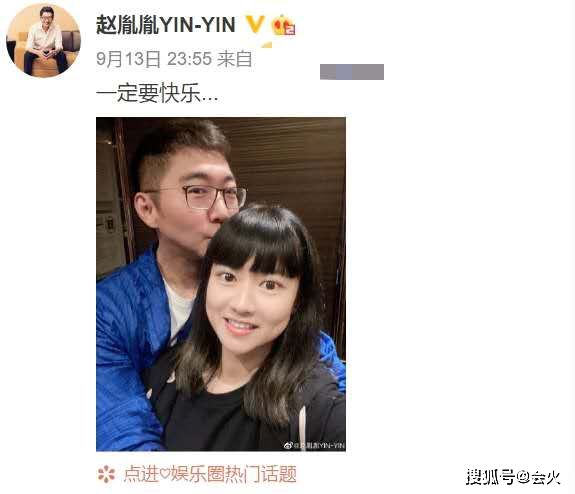 赵胤胤YIN-YIN
9月13日 23:55 来自
一定要快乐...
@赵胤胤YIN-YIN
点进♡娱乐圈热门话题
搜狐号@会火